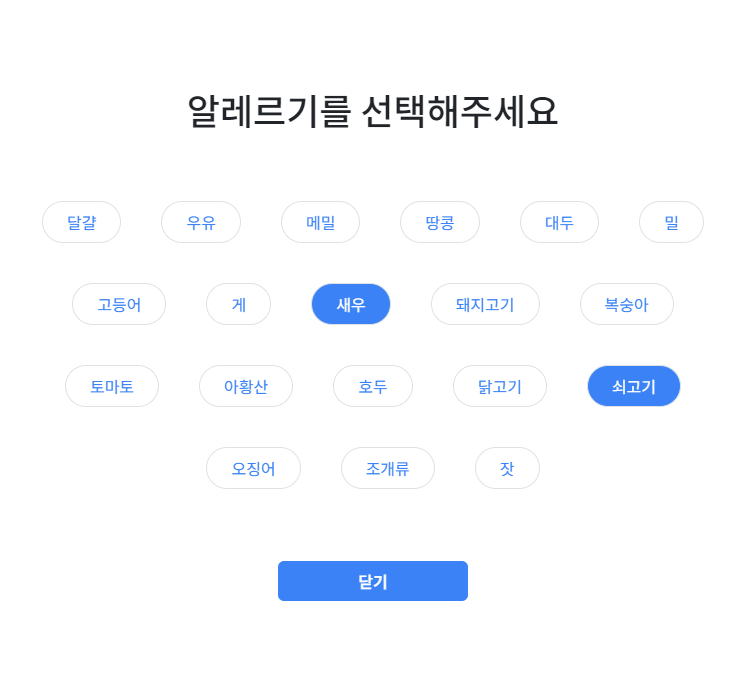 알레르기를 선택해주세요
달걀 우유 메밀 땅콩 대두 밀
고등어 게 새우 돼지고기 복숭아
토마토 아황산 호두 닭고기 쇠고기
오징어 조개류 잣
닫기